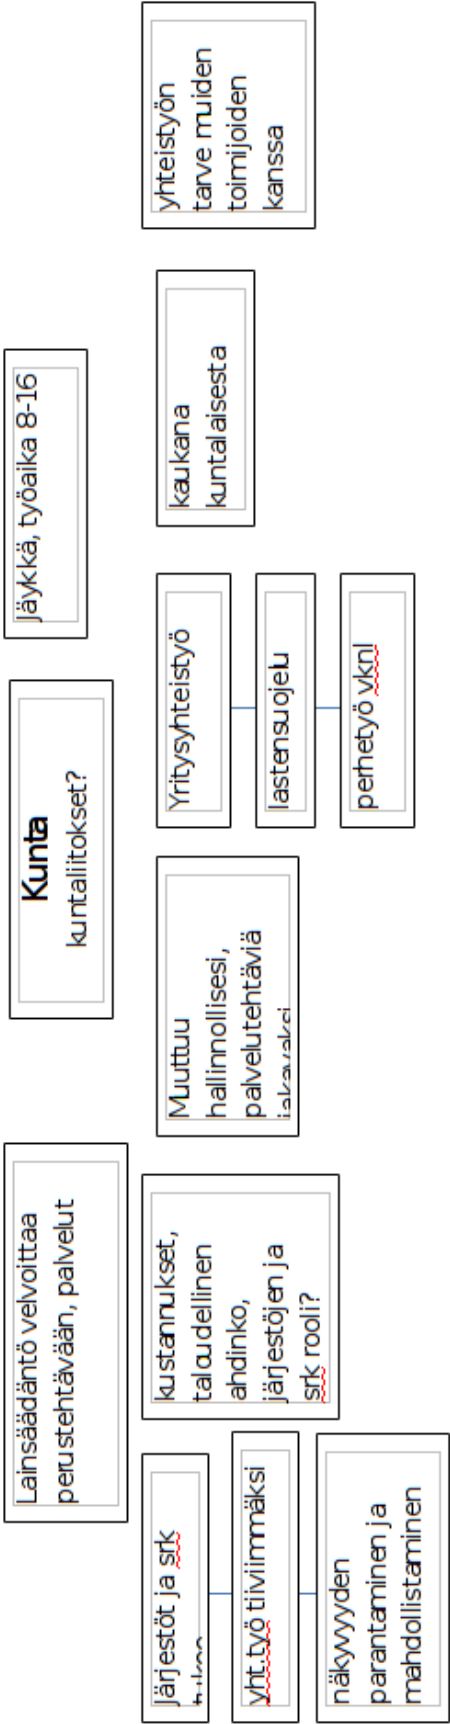 Lainsäädäntö velvoittaa
perustehtävään, palvelut
Kunta
kuntaliitokset?
Jäykkä, työaika 8-16
järjestöt ja srk
yht.työ tiiviimmäksi
näkyvyyden
parantaminen ja
mahdollistaminen
kustannukset,
taloudellinen
ahdinko,
järjestöjen ja
srk rooli?
Muuttuu
hallinnollisesi,
palvelutehtäviä
jakavaksi
Yritysyhteistyö
lastensuojelu
perhetyö vknl
kaukana
kuntalaisesta
yhteistyön
tarve muiden
toimijoiden
kanssa